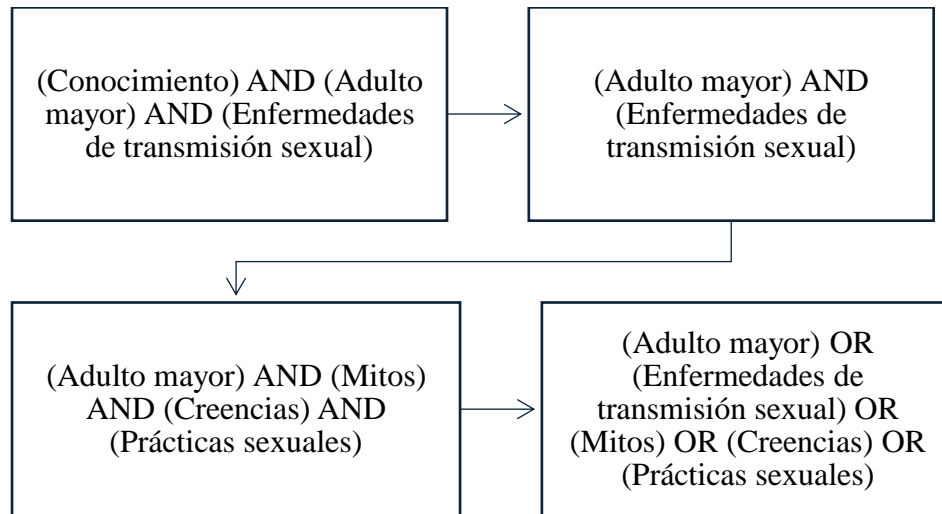 (Conocimiento) AND (Adulto
mayor) AND (Enfermedades
de transmisión sexual)
(Adulto mayor) AND
(Enfermedades de
transmisión sexual)
(Adulto mayor) AND (Mitos)
AND (Creencias) AND
(Prácticas sexuales)
(Adulto mayor) OR
(Enfermedades de
transmisión sexual) OR
(Mitos) OR (Creencias) OR
(Prácticas sexuales)